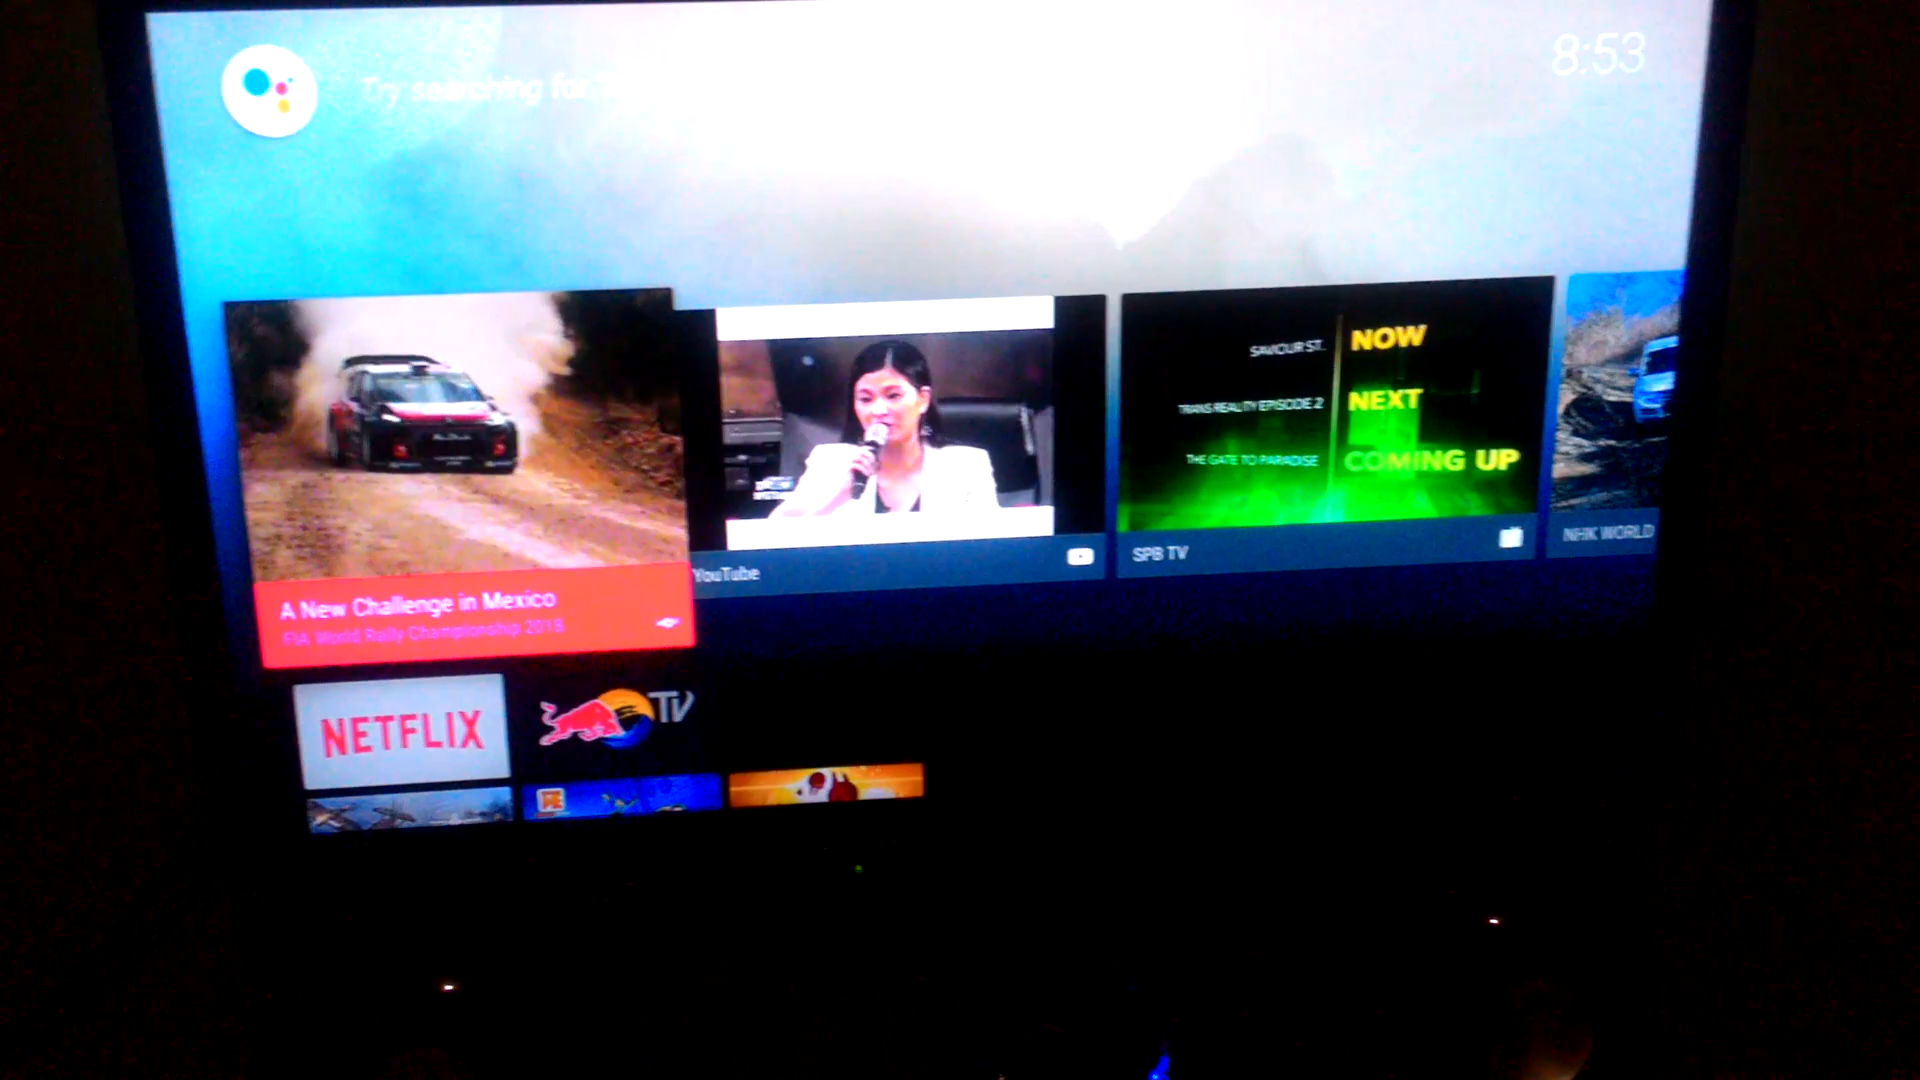 Try searching for
8:53
SAVIOUR ST.
NOW
TRANS REALITY EPISODE 2
NEXT
THE GATE TO PARADISE
COMING UP
A New Challenge in Mexico
FIA World Rally Championship 2018
YouTube
SPB TV
NHK WORLD
NETFLIX
TV